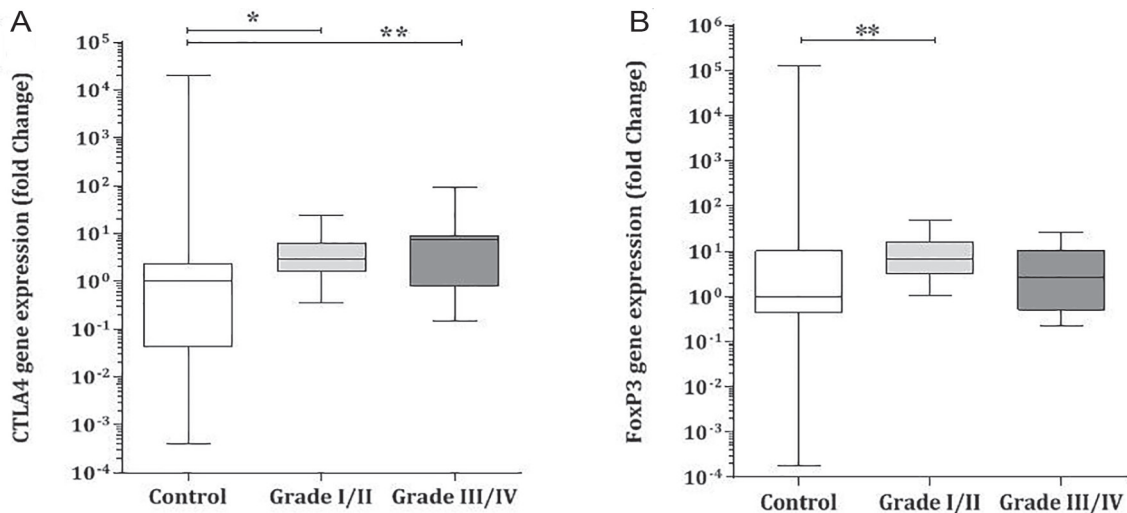 A
CTLA4 gene expression (fold Change)
10^5
10^4
10^3
10^2
10^1
10^0
10^-1
10^-2
10^-3
10^-4
*
**
Control
Grade I/II
Grade III/IV
B
FoxP3 gene expression (fold Change)
10^6
10^5
10^4
10^3
10^2
10^1
10^0
10^-1
10^-2
10^-3
10^-4
**
Control
Grade I/II
Grade III/IV